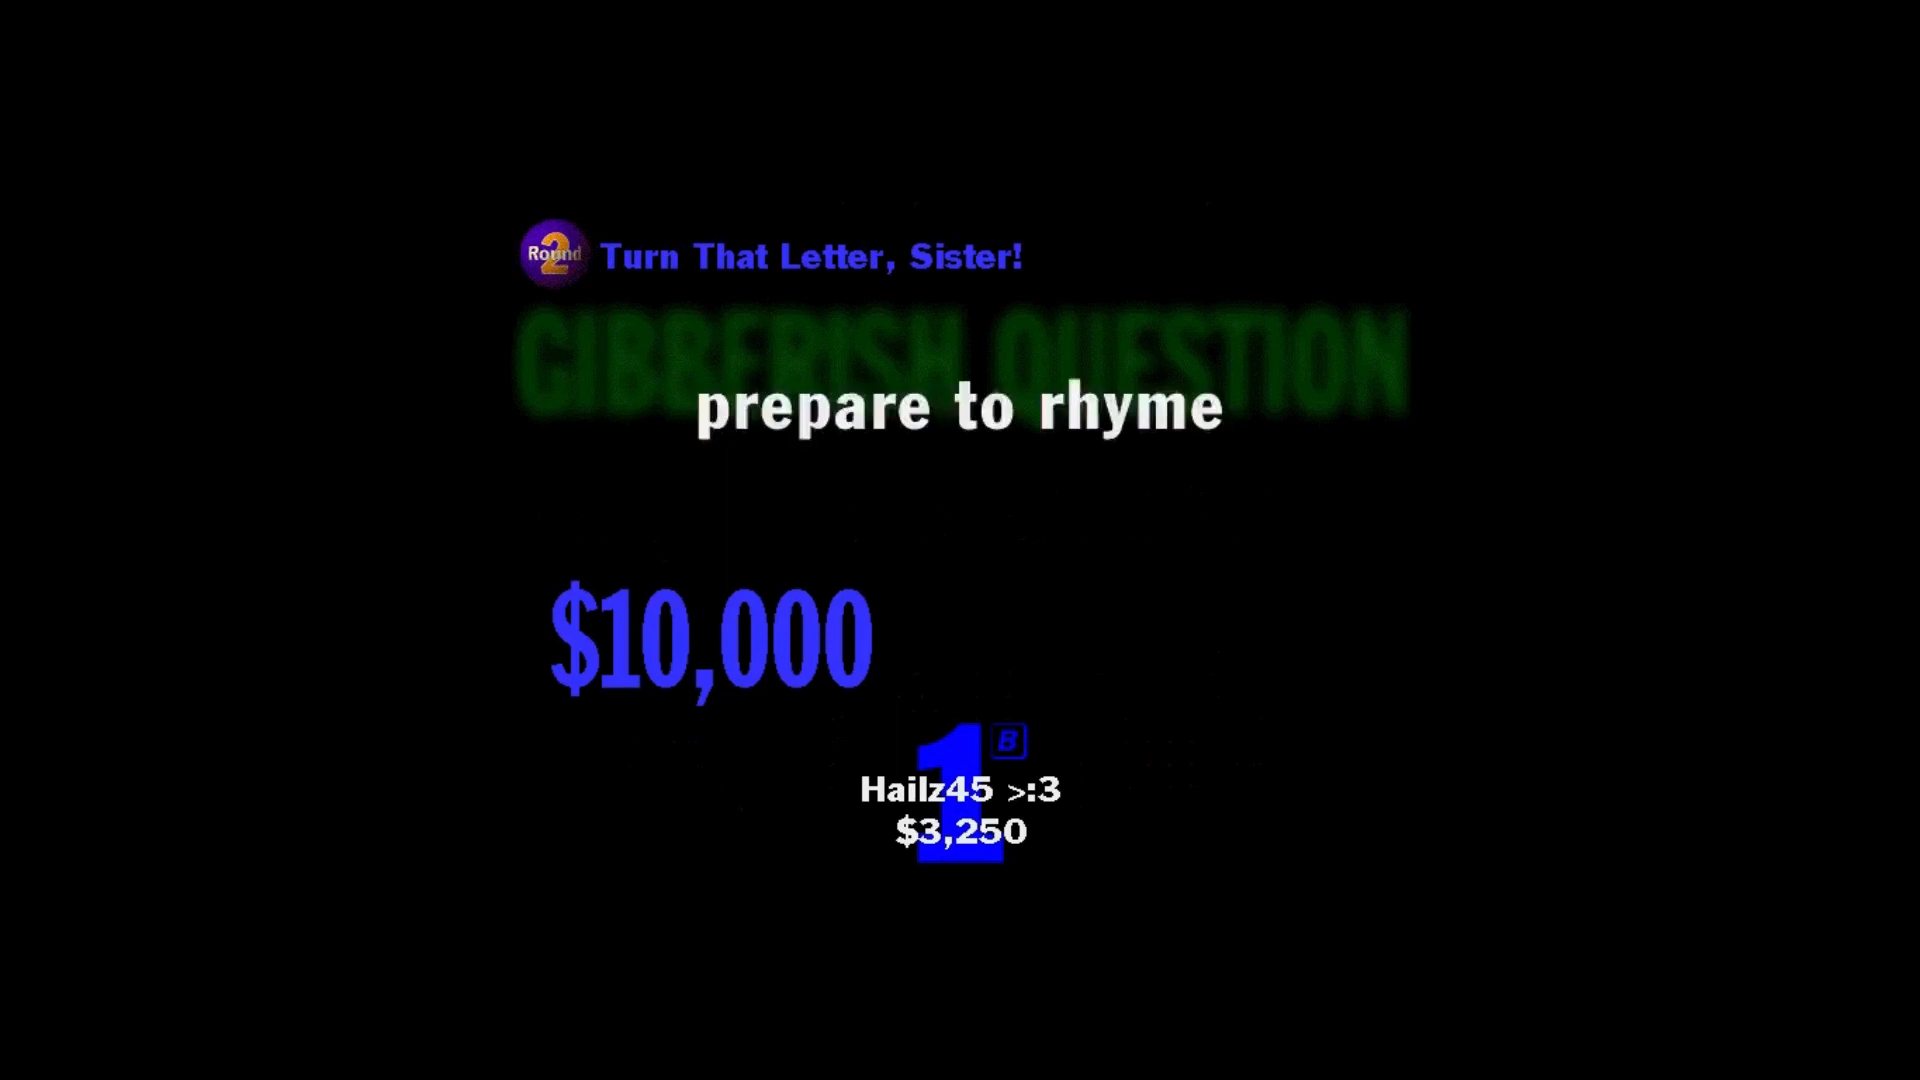 Round 2 Turn That Letter, Sister!
GIBBERISH QUESTION
prepare to rhyme
$10,000
1 B
Hailz45 >:3
$3,250